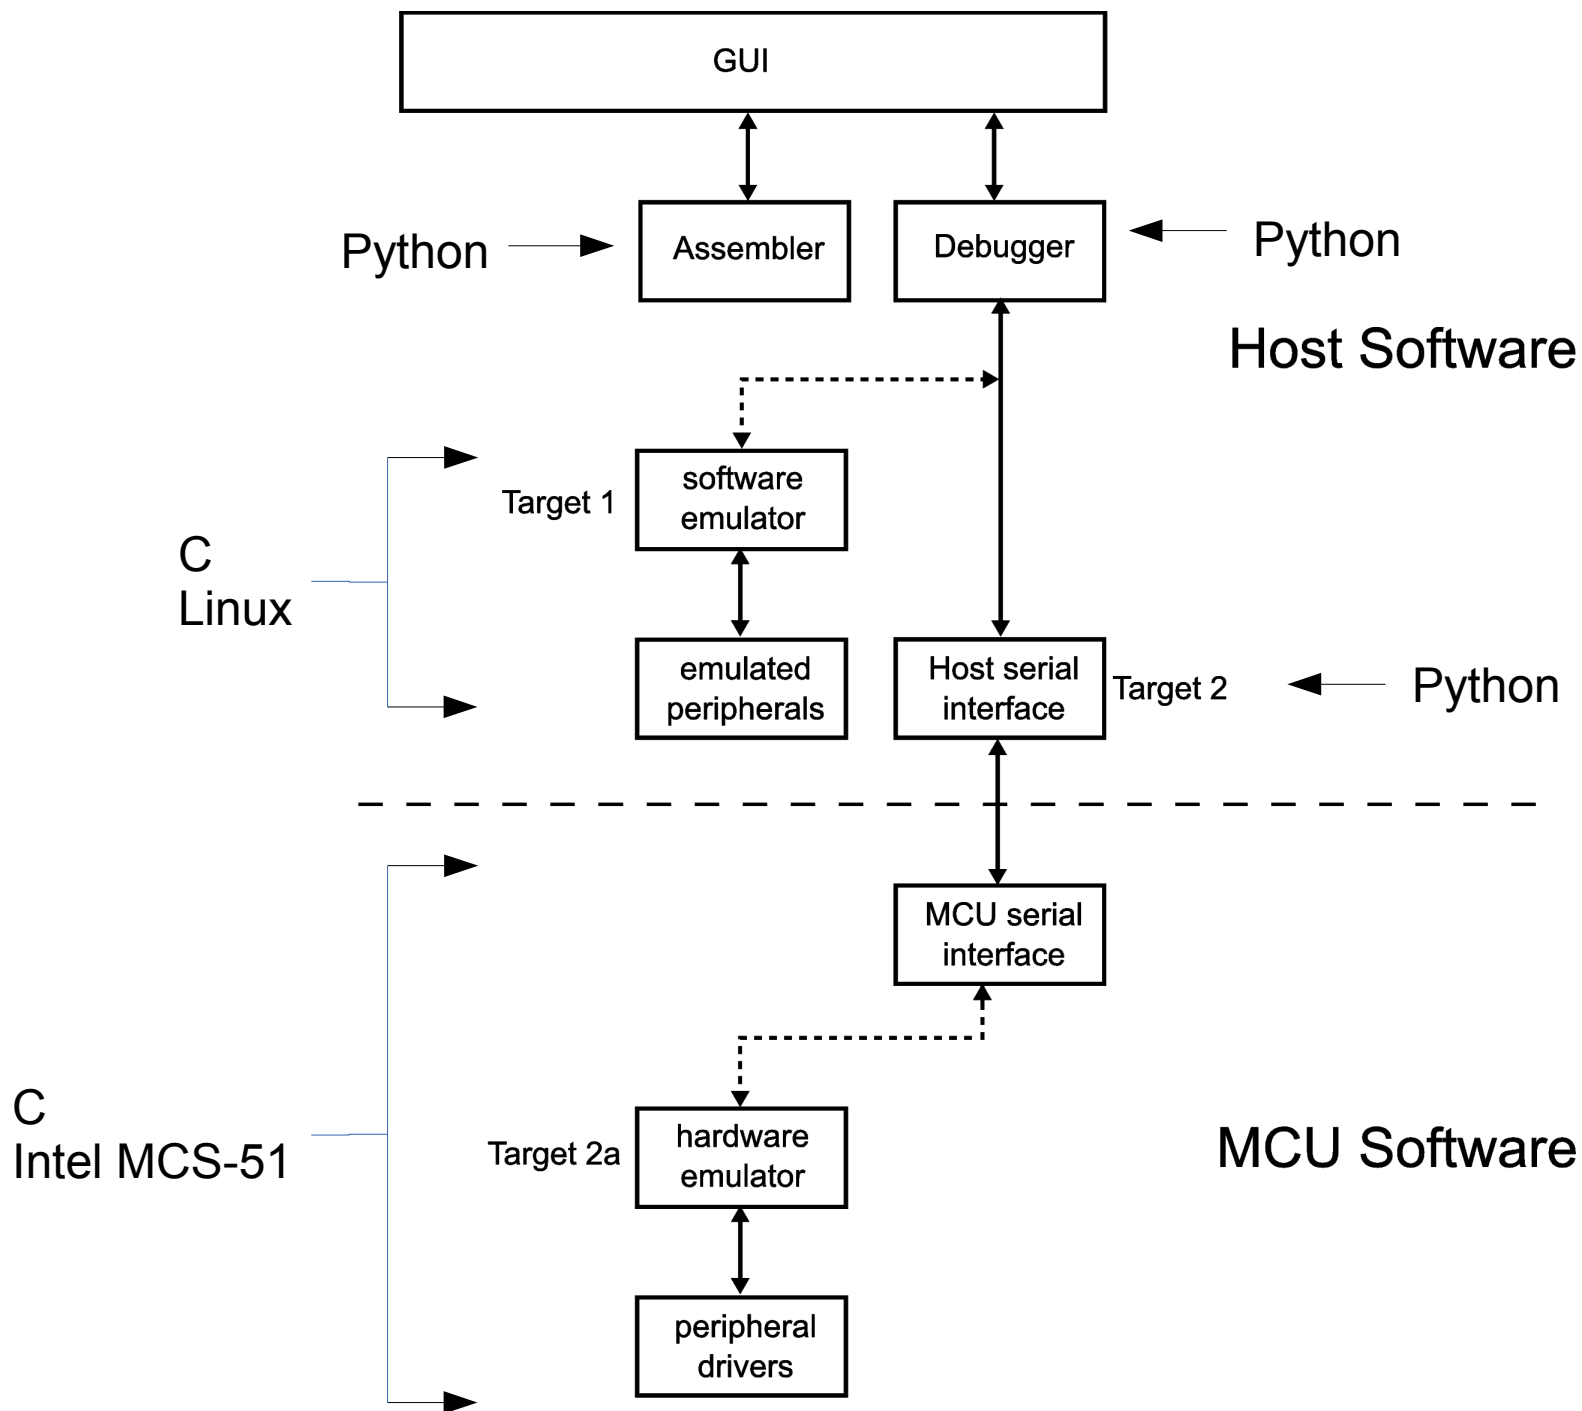 GUI
Python
Assembler
Debugger
Python
Host Software
Target 1
software
emulator
C
Linux
emulated
peripherals
Host serial
interface
Target 2
Python
MCU serial
interface
C
Intel MCS-51
Target 2a
hardware
emulator
MCU Software
peripheral
drivers